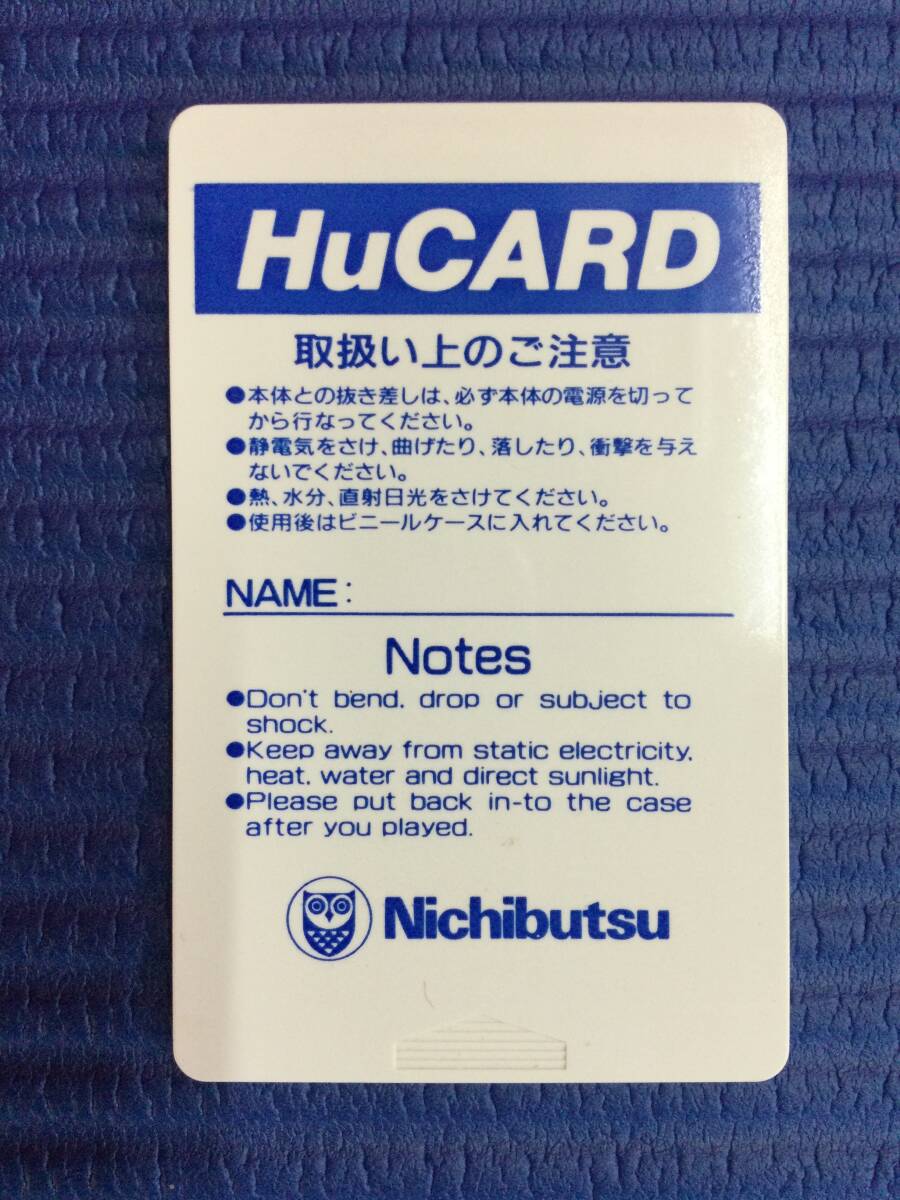 HuCARD
取扱い上のご注意
●本体との抜き差しは、必ず本体の電源を切って
から行なってください。
●静電気をさけ、曲げたり、落したり、衝撃を与え
ないでください。
●熱、水分、直射日光をさけてください。
●使用後はビニールケースに入れてください。
NAME:
Notes
●Don't bend, drop or subject to
shock.
●Keep away from static electricity,
heat, water and direct sunlight.
●Please put back in-to the case
after you played.
Nichibutsu